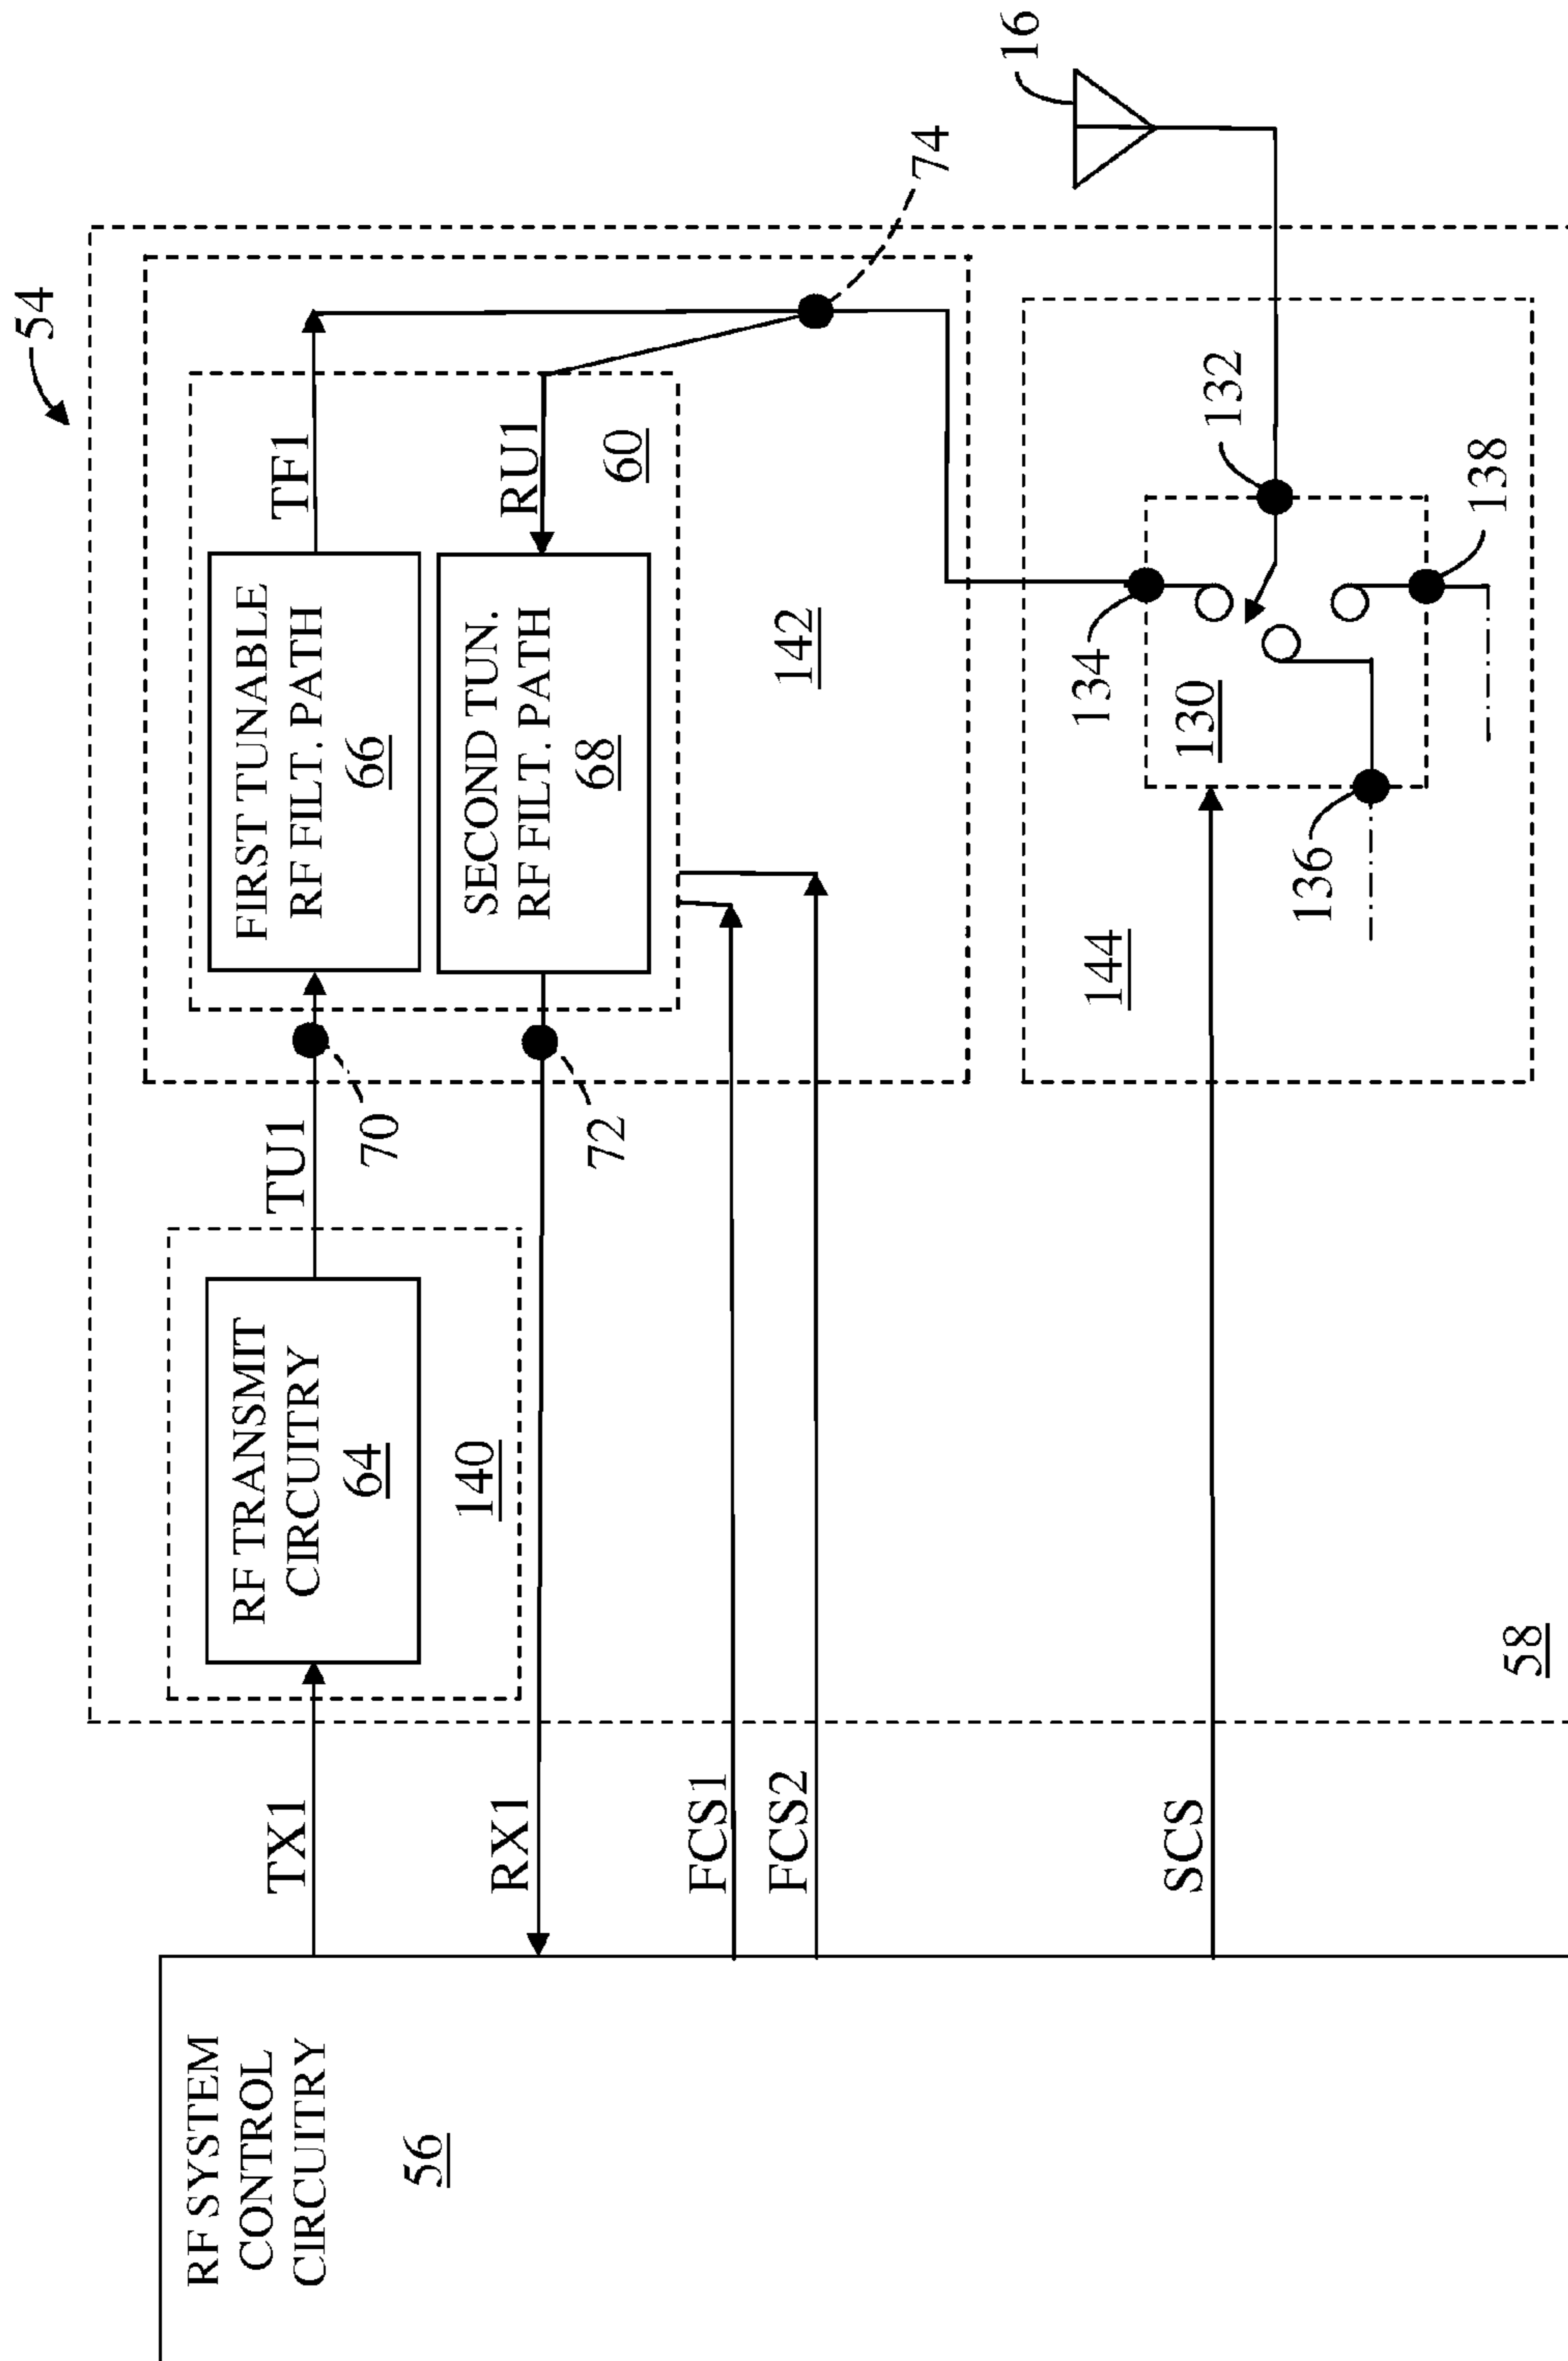 54
RF SYSTEM
CONTROL
CIRCUITRY
56
TX1
RX1
FCS1
FCS2
SCS
RF TRANSMIT
CIRCUITRY
64
140
TU1
70
72
FIRST TUNABLE
RF FILT. PATH
66
SECOND TUN.
RF FILT. PATH
68
TF1
RU1
60
142
74
16
144
130
132
134
136
138
58